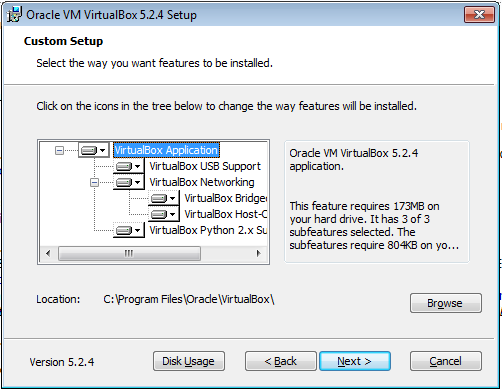 Oracle VM VirtualBox 5.2.4 Setup
Custom Setup
Select the way you want features to be installed.
Click on the icons in the tree below to change the way features will be installed.
VirtualBox Application
VirtualBox USB Support
VirtualBox Networking
VirtualBox Bridge
VirtualBox Host-O
VirtualBox Python 2.x Su
Oracle VM VirtualBox 5.2.4
application.
This feature requires 173MB on
your hard drive. It has 3 of 3
subfeatures selected. The
subfeatures require 804KB on yo...
Location:
C:\Program Files\Oracle\VirtualBox\
Browse
Version 5.2.4
Disk Usage
< Back
Next >
Cancel